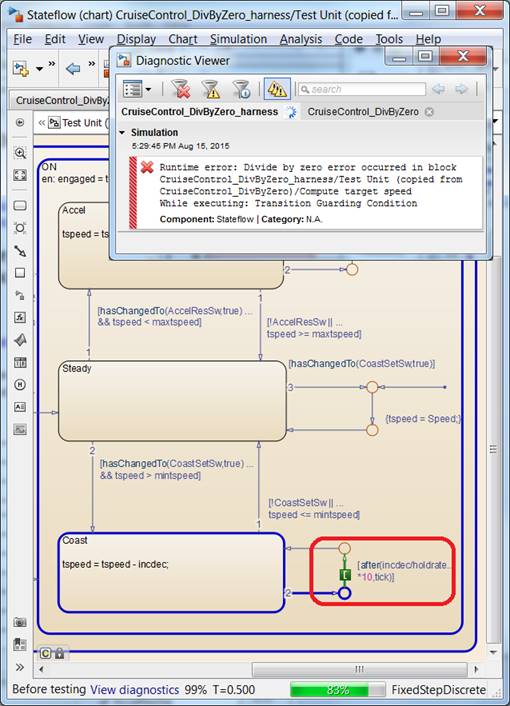 Stateflow (chart) CruiseControl_DivByZero_harness/Test Unit (copied f...
File Edit View Display Chart Simulation Analysis Code Tools Help
Diagnostic Viewer
search
CruiseControl_DivByZero_harness CruiseControl_DivByZero
CruiseControl_DivByZ
Simulation
Test Unit (
5:29:45 PM Aug 15, 2015
Runtime error: Divide by zero error occurred in block
CruiseControl_DivByZero_harness/Test Unit (copied from
CruiseControl_DivByZero)/Compute target speed
While executing: Transition Guarding Condition
Component: Stateflow | Category: N.A.
ON
en: engaged = t
Accel
tspeed = ts
2
1
[hasChangedTo(AccelResSw,true) ...
&& tspeed < maxtspeed]
[!AccelResSw || ...
tspeed >= maxtspeed]
1
Steady
[hasChangedTo(CoastSetSw,true)]
3
{tspeed = Speed;}
2
[hasChangedTo(CoastSetSw,true) ...
&& tspeed > mintspeed]
[!CoastSetSw || ...
tspeed <= mintspeed]
1
Coast
tspeed = tspeed - incdec;
[after(incdec/holdrate...
*10,tick)]
t
2
C
Before testing View diagnostics 99% T=0.500 83% FixedStepDiscrete